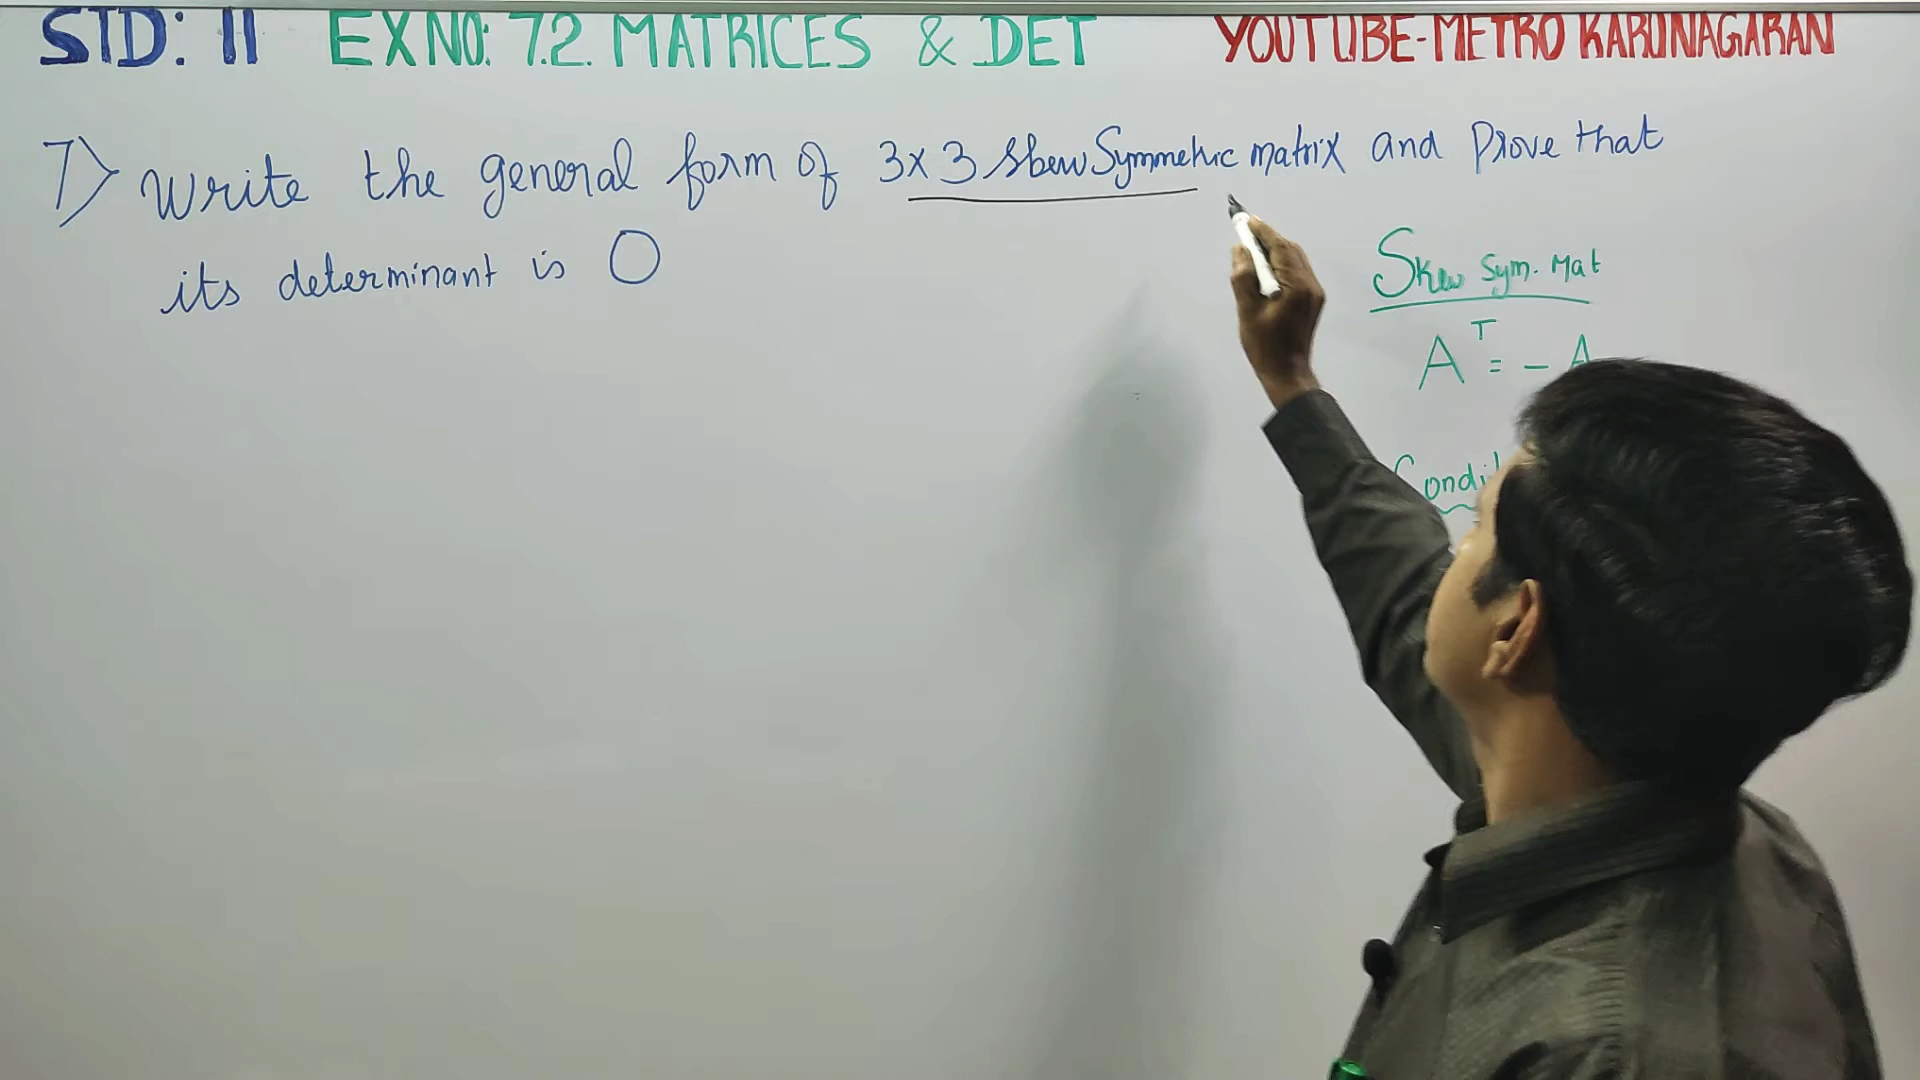 STD: 11 EX NO: 7.2. MATRICES & DET YOUTUBE-METRO KARUNAGARAN
7) Write the general form of 3x3 Skew Symmetric matrix and Prove that
its determinant is 0
Skew Sym. Mat
A^T = - A